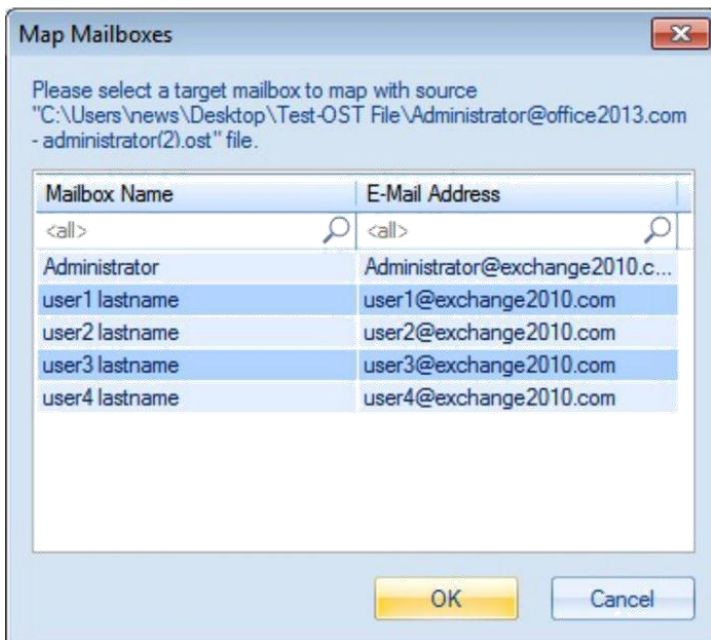 Map Mailboxes
Please select a target mailbox to map with source
"C:\Users\news\Desktop\Test-OST File\Administrator@office2013.com
- administrator(2).ost" file.
Mailbox Name E-Mail Address
<all> <all>
Administrator Administrator@exchange2010.c...
user1 lastname user1@exchange2010.com
user2 lastname user2@exchange2010.com
user3 lastname user3@exchange2010.com
user4 lastname user4@exchange2010.com
OK Cancel